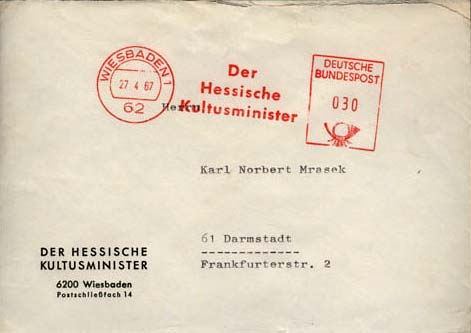 WIESBADEN 1
27 4 67
62
Der
Hessische
Kultusminister
DEUTSCHE
BUNDESPOST
030
Herrn
Karl Norbert Mrasek
61 Darmstadt
Frankfurterstr. 2
DER HESSISCHE
KULTUSMINISTER
6200 Wiesbaden
Postschließfach 14